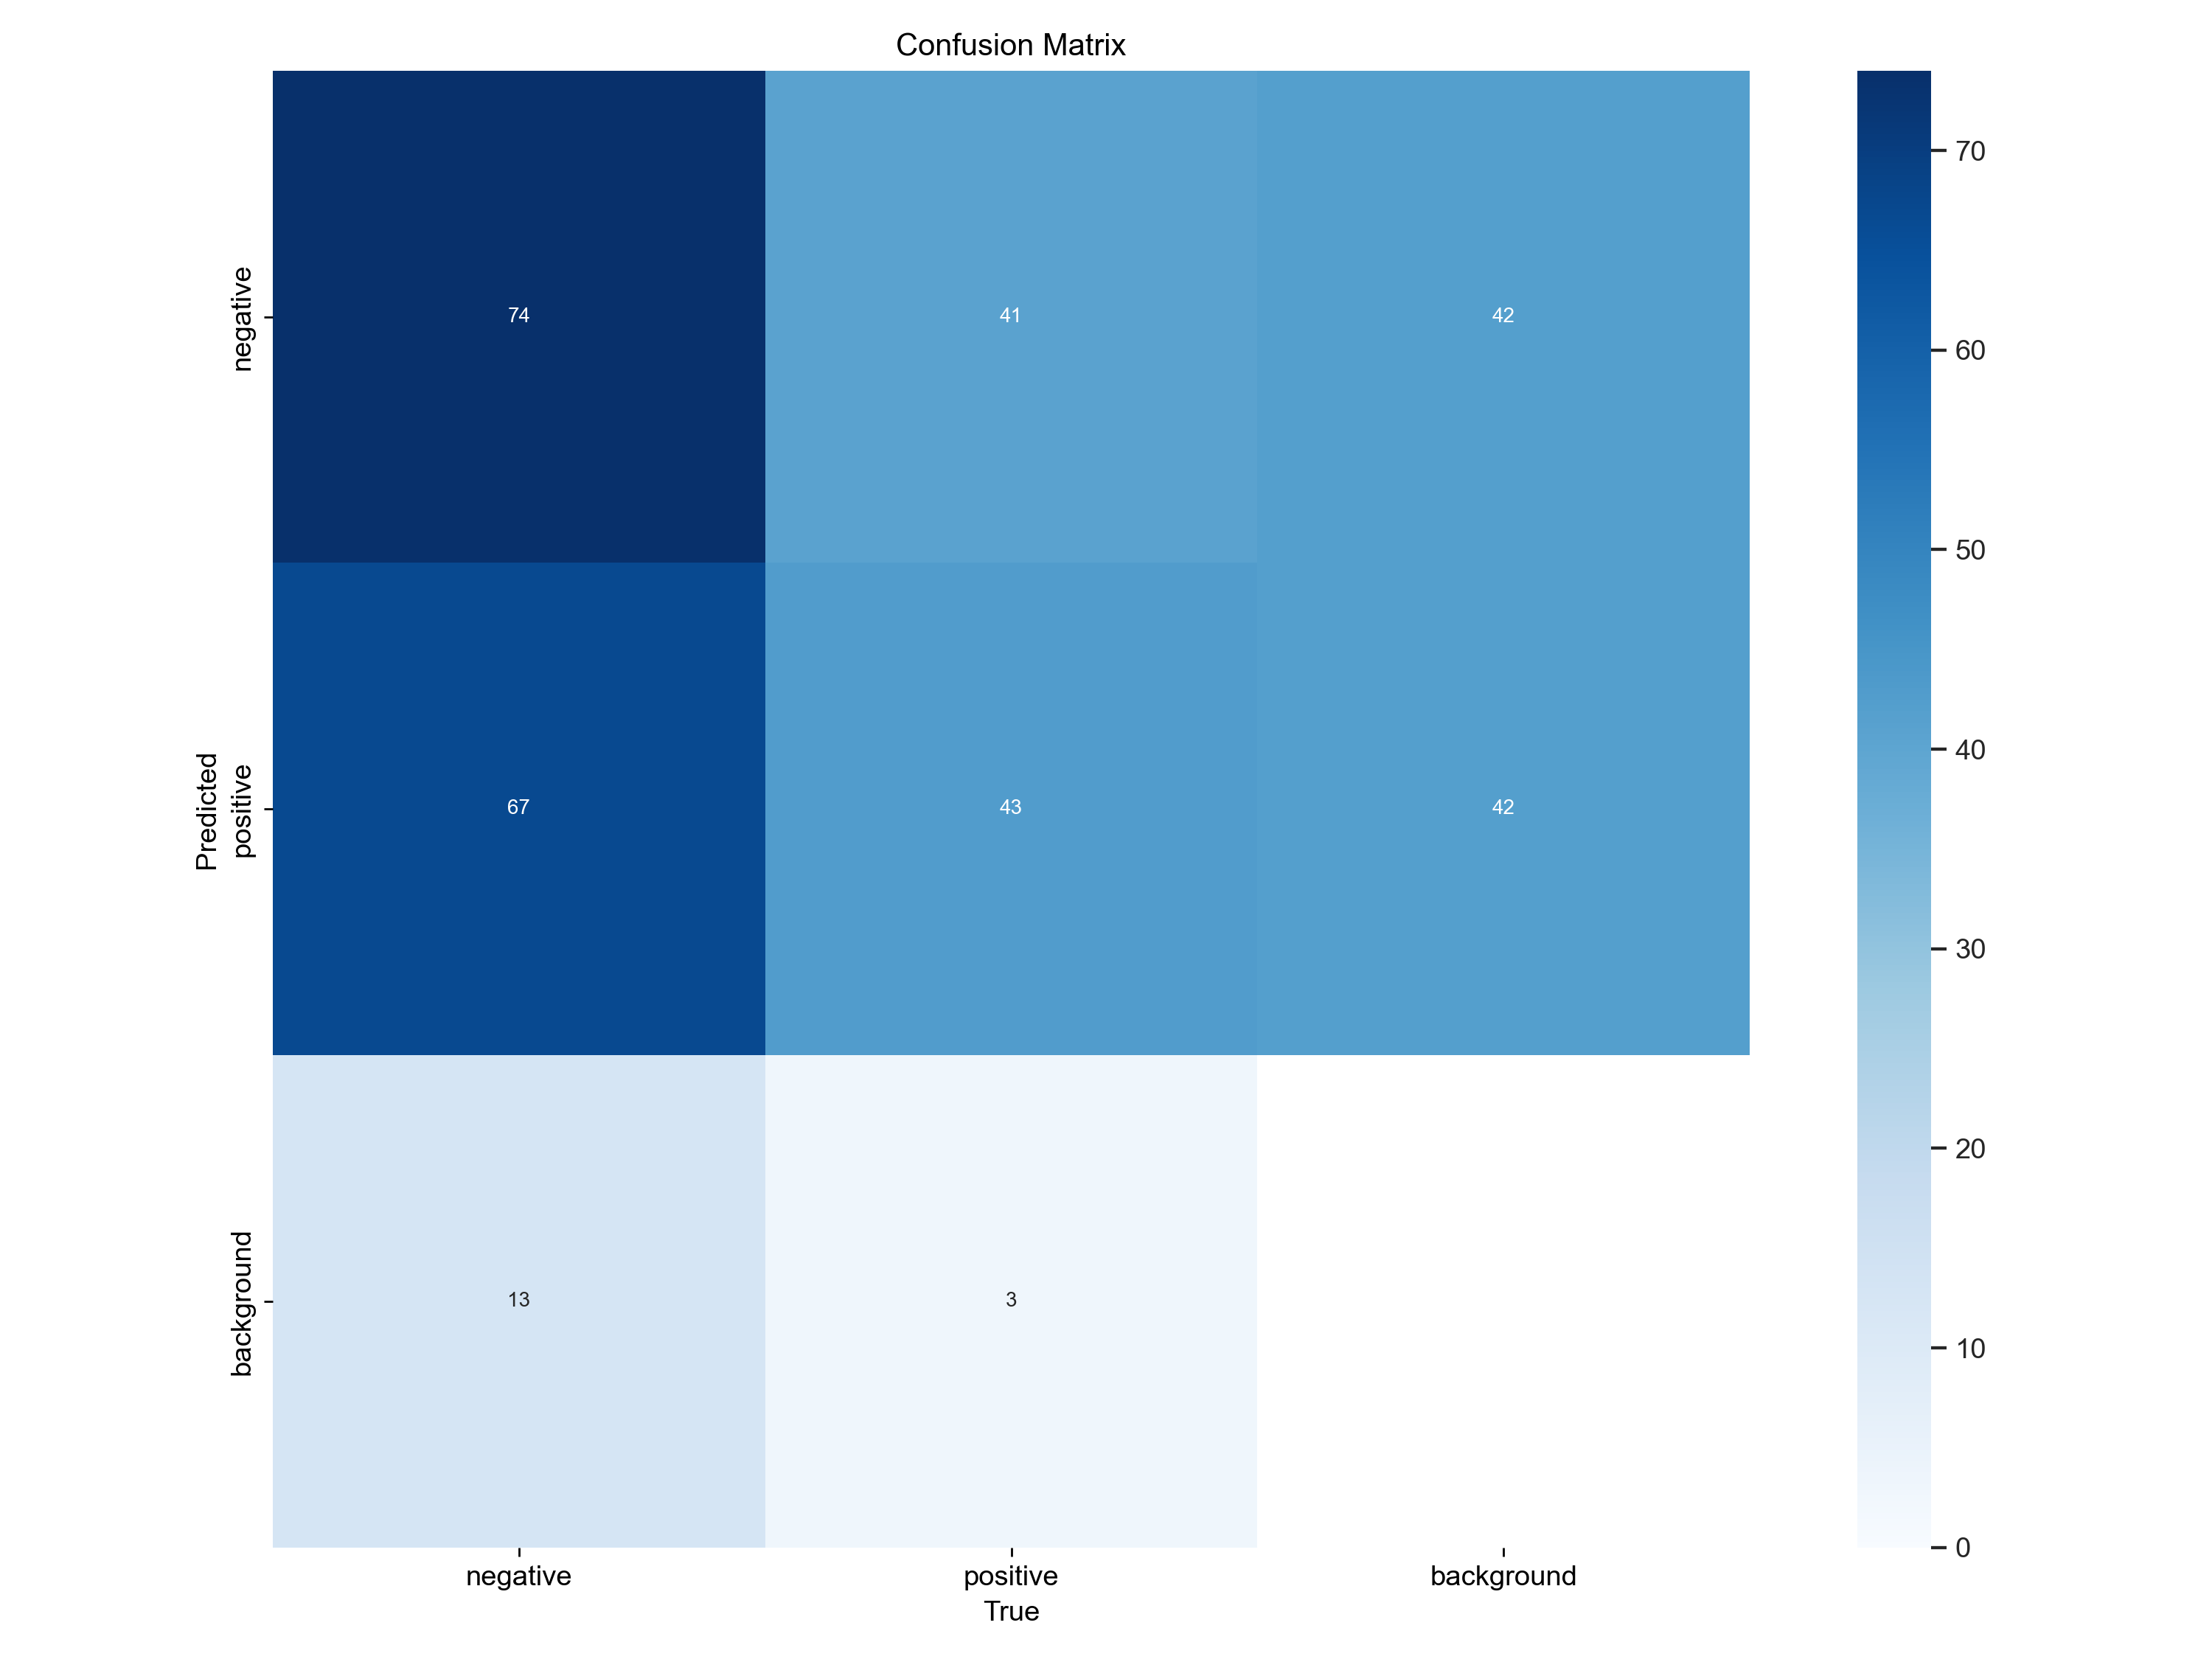 Confusion Matrix
negative
74
41
42
70
60
50
Predicted
positive
67
43
42
40
30
background
13
3
20
10
0
negative
positive
background
True